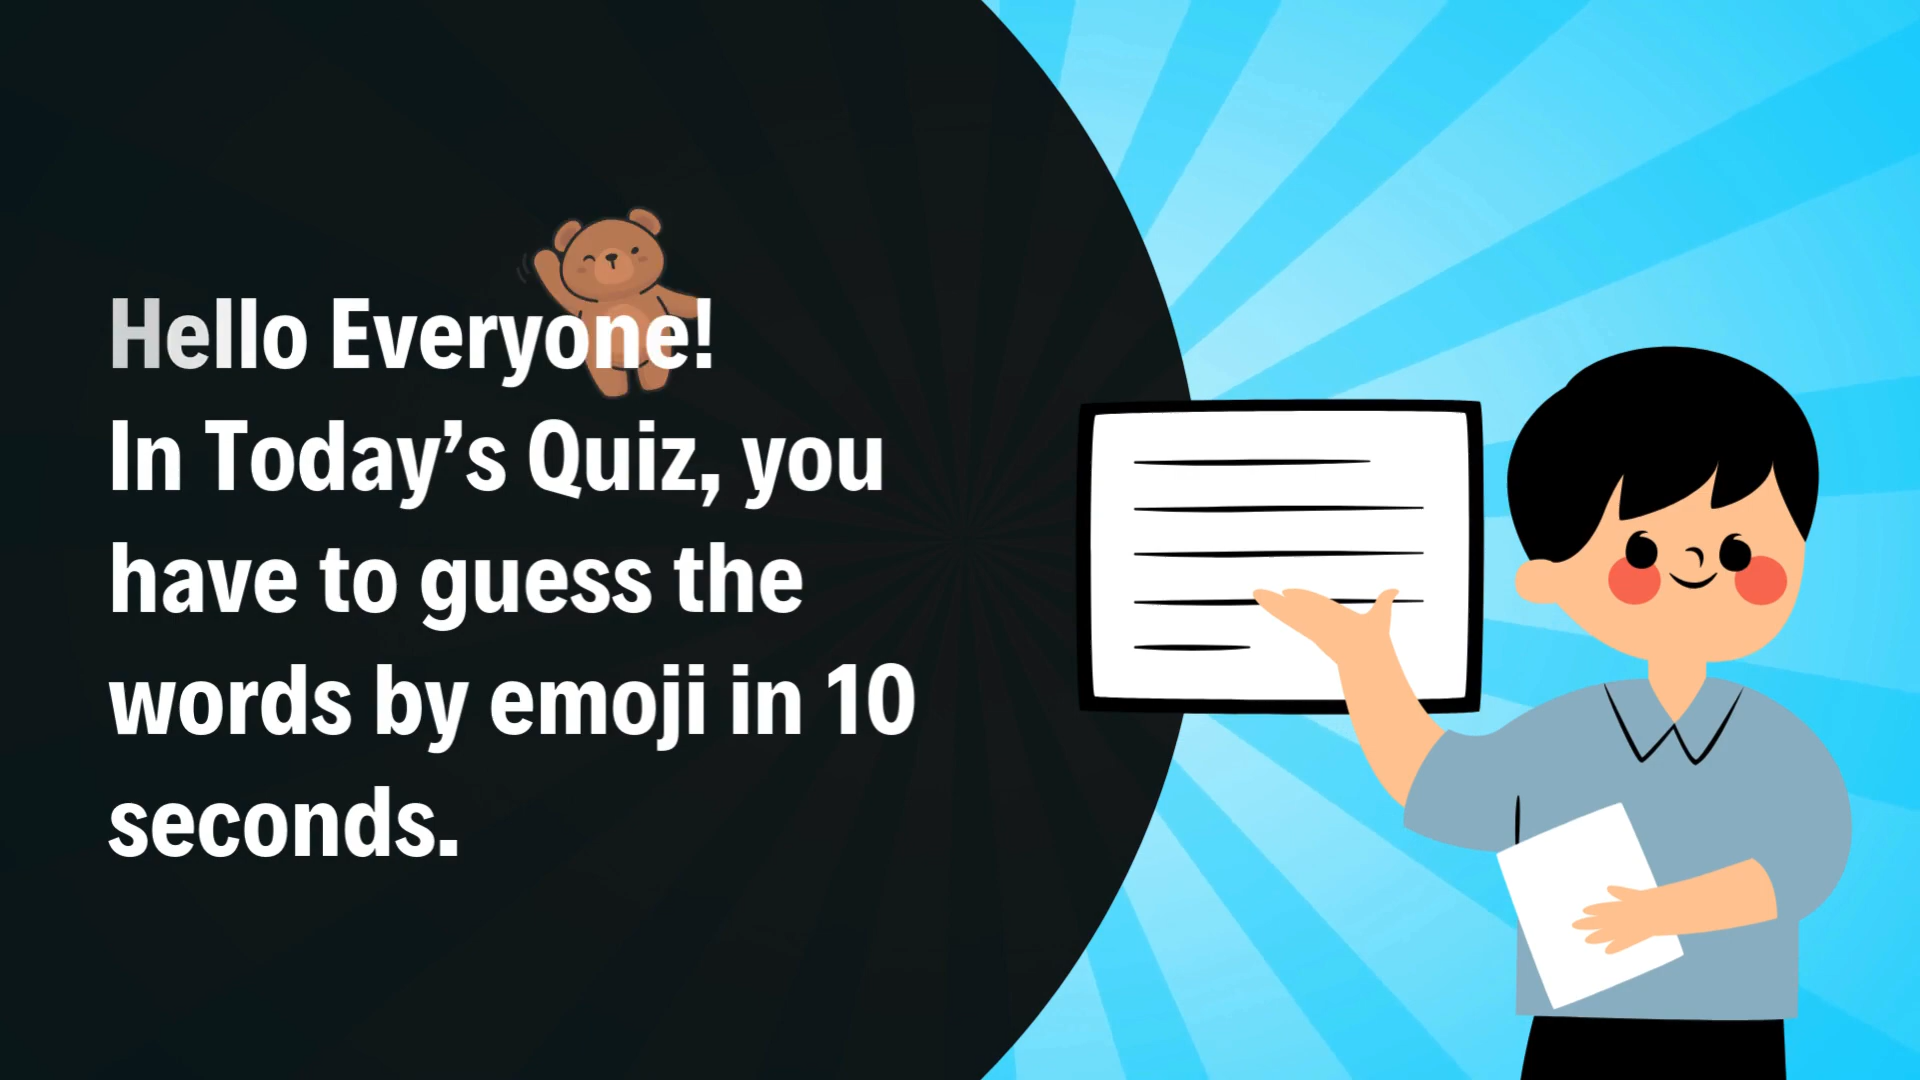 Hello Everyone!
In Today’s Quiz, you
have to guess the
words by emoji in 10
seconds.